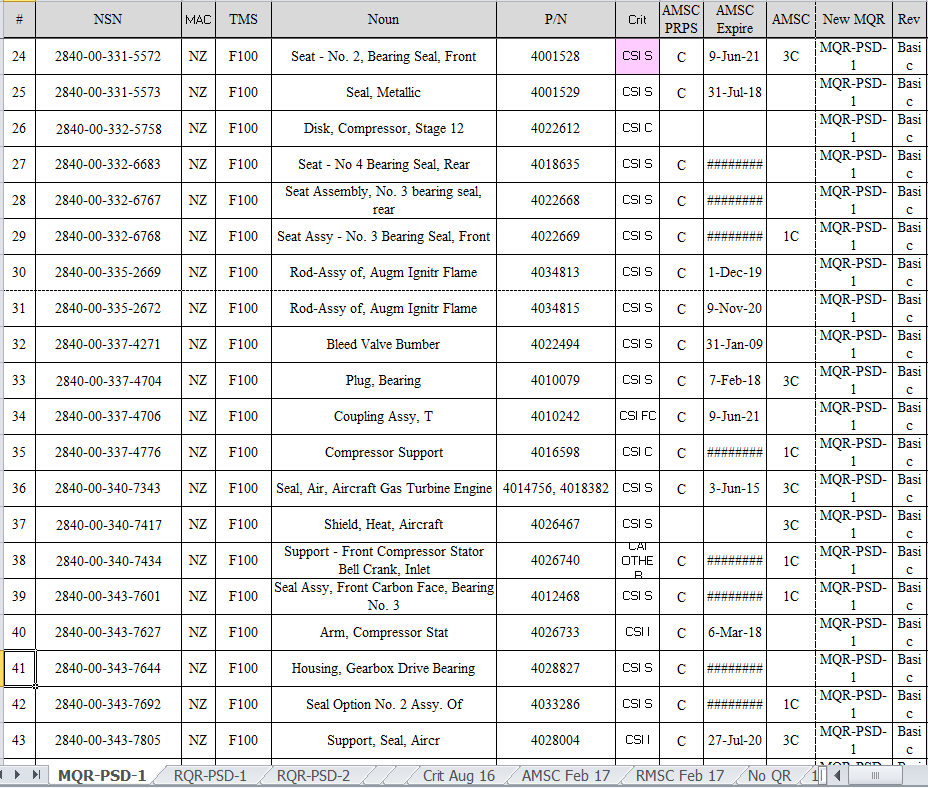 # NSN MAC TMS Noun P/N Crit AMSC PRPS AMSC Expire AMSC New MQR Rev
24 2840-00-331-5572 NZ F100 Seat - No. 2, Bearing Seal, Front 4001528 CSI S C 9-Jun-21 3C MQR-PSD-1 Basic
25 2840-00-331-5573 NZ F100 Seal, Metallic 4001529 CSI S C 31-Jul-18 MQR-PSD-1 Basic
26 2840-00-332-5758 NZ F100 Disk, Compressor, Stage 12 4022612 CSI C MQR-PSD-1 Basic
27 2840-00-332-6683 NZ F100 Seat - No 4 Bearing Seal, Rear 4018635 CSI S C ######## MQR-PSD-1 Basic
28 2840-00-332-6767 NZ F100 Seat Assembly, No. 3 bearing seal, rear 4022668 CSI S C ######## MQR-PSD-1 Basic
29 2840-00-332-6768 NZ F100 Seat Assy - No. 3 Bearing Seal, Front 4022669 CSI S C ######## 1C MQR-PSD-1 Basic
30 2840-00-335-2669 NZ F100 Rod-Assy of, Augm Ignitr Flame 4034813 CSI S C 1-Dec-19 MQR-PSD-1 Basic
31 2840-00-335-2672 NZ F100 Rod-Assy of, Augm Ignitr Flame 4034815 CSI S C 9-Nov-20 MQR-PSD-1 Basic
32 2840-00-337-4271 NZ F100 Bleed Valve Bumber 4022494 CSI S C 31-Jan-09 MQR-PSD-1 Basic
33 2840-00-337-4704 NZ F100 Plug, Bearing 4010079 CSI S C 7-Feb-18 3C MQR-PSD-1 Basic
34 2840-00-337-4706 NZ F100 Coupling Assy, T 4010242 CSI FC C 9-Jun-21 MQR-PSD-1 Basic
35 2840-00-337-4776 NZ F100 Compressor Support 4016598 CSI C C ######## 1C MQR-PSD-1 Basic
36 2840-00-340-7343 NZ F100 Seal, Air, Aircraft Gas Turbine Engine 4014756, 4018382 CSI S C 3-Jun-15 3C MQR-PSD-1 Basic
37 2840-00-340-7417 NZ F100 Shield, Heat, Aircraft 4026467 CSI S 3C MQR-PSD-1 Basic
38 2840-00-340-7434 NZ F100 Support - Front Compressor Stator Bell Crank, Inlet 4026740 CAI OTHER C ######## 1C MQR-PSD-1 Basic
39 2840-00-343-7601 NZ F100 Seal Assy, Front Carbon Face, Bearing No. 3 4012468 CSI S C ######## 1C MQR-PSD-1 Basic
40 2840-00-343-7627 NZ F100 Arm, Compressor Stat 4026733 CSI I C 6-Mar-18 MQR-PSD-1 Basic
41 2840-00-343-7644 NZ F100 Housing, Gearbox Drive Bearing 4028827 CSI S C ######## MQR-PSD-1 Basic
42 2840-00-343-7692 NZ F100 Seal Option No. 2 Assy. Of 4033286 CSI S C ######## 1C MQR-PSD-1 Basic
43 2840-00-343-7805 NZ F100 Support, Seal, Aircr 4028004 CSI I C 27-Jul-20 3C MQR-PSD-1 Basic
MQR-PSD-1 RQR-PSD-1 RQR-PSD-2 Crit Aug 16 AMSC Feb 17 RMSC Feb 17 No QR